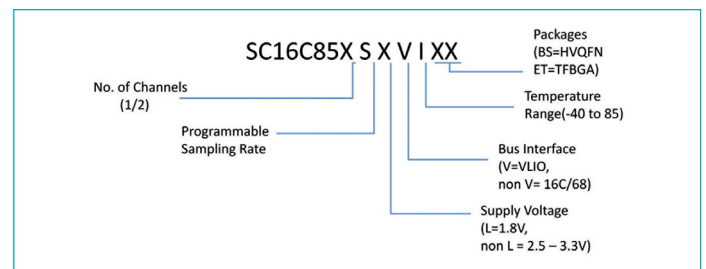 SC16C85X S X V I XX
Packages
(BS=HVQFN
ET=TFBGA)
No. of Channels
(1/2)
Temperature
Range(-40 to 85)
Programmable
Sampling Rate
Bus Interface
(V=VLIO,
non V= 16C/68)
Supply Voltage
(L=1.8V,
non L = 2.5 – 3.3V)